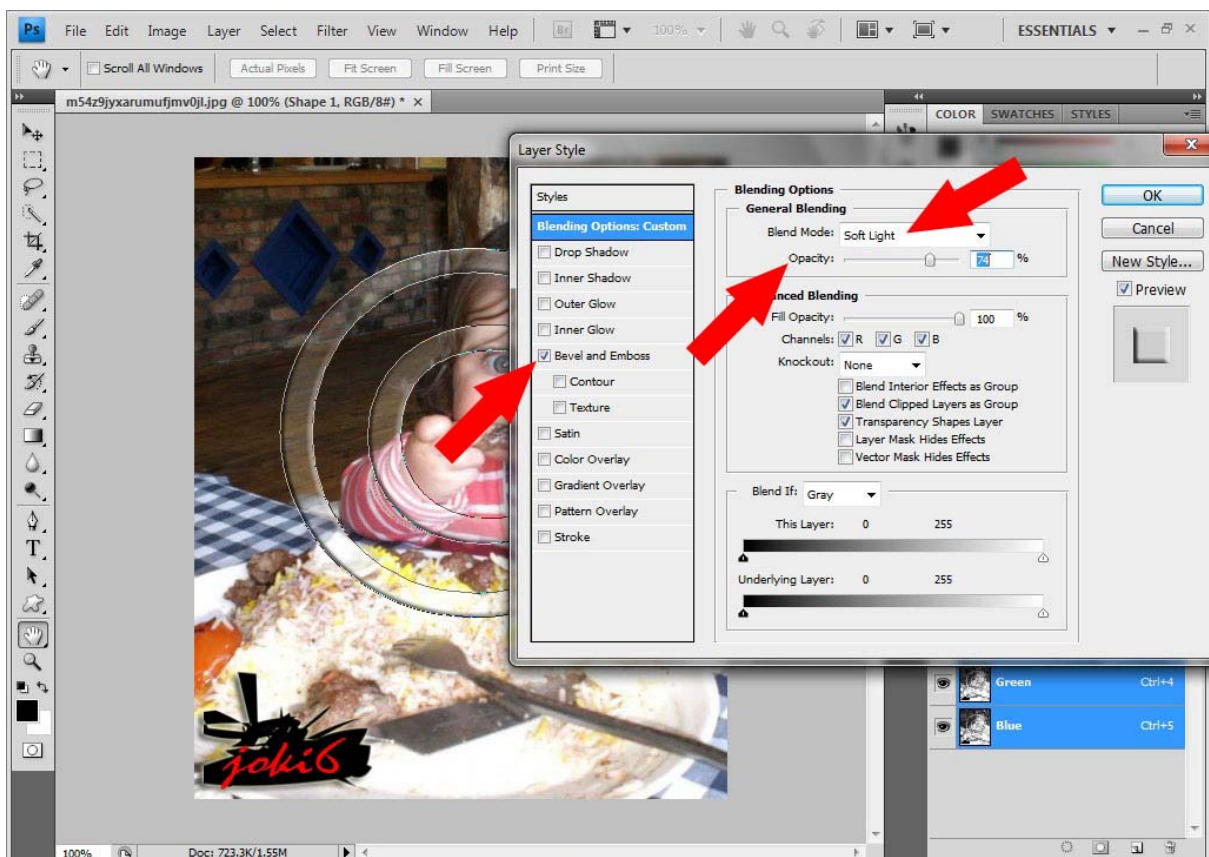 Ps File Edit Image Layer Select Filter View Window Help Br 100% ESSENTIALS
Scroll All Windows Actual Pixels Fit Screen Fill Screen Print Size
m54z9jyxarumufjmv0jl.jpg @ 100% (Shape 1, RGB/8#) *
COLOR SWATCHES STYLES
Layer Style
Styles
Blending Options: Custom
Drop Shadow
Inner Shadow
Outer Glow
Inner Glow
Bevel and Emboss
Contour
Texture
Satin
Color Overlay
Gradient Overlay
Pattern Overlay
Stroke
Blending Options
General Blending
Blend Mode: Soft Light
Opacity: 74 %
Blending
Fill Opacity: 100 %
Channels: R G B
Knockout: None
Blend Interior Effects as Group
Blend Clipped Layers as Group
Transparency Shapes Layer
Layer Mask Hides Effects
Vector Mask Hides Effects
Blend If: Gray
This Layer: 0 255
Underlying Layer: 0 255
OK
Cancel
New Style...
Preview
Green Ctrl+4
Blue Ctrl+5
joki6
100% Doc: 723.3K/1.55M